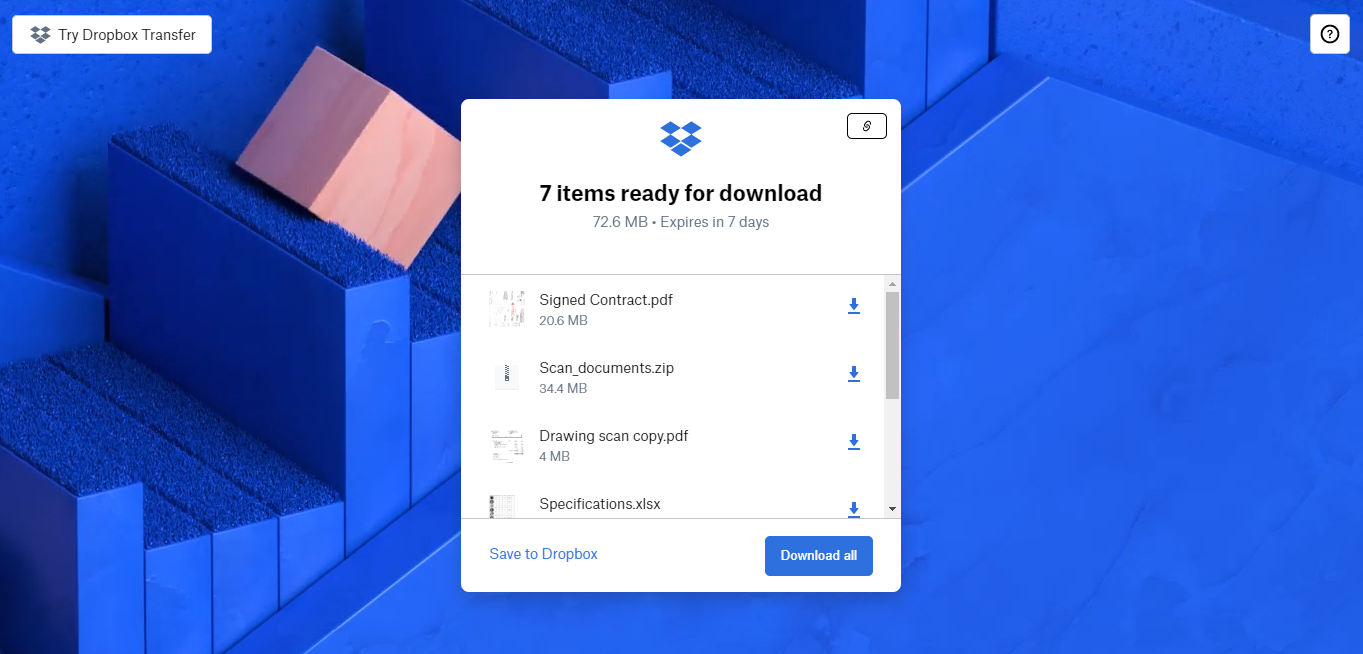 Try Dropbox Transfer
7 items ready for download
72.6 MB • Expires in 7 days
Signed Contract.pdf
20.6 MB
Scan_documents.zip
34.4 MB
Drawing scan copy.pdf
4 MB
Specifications.xlsx
Save to Dropbox
Download all